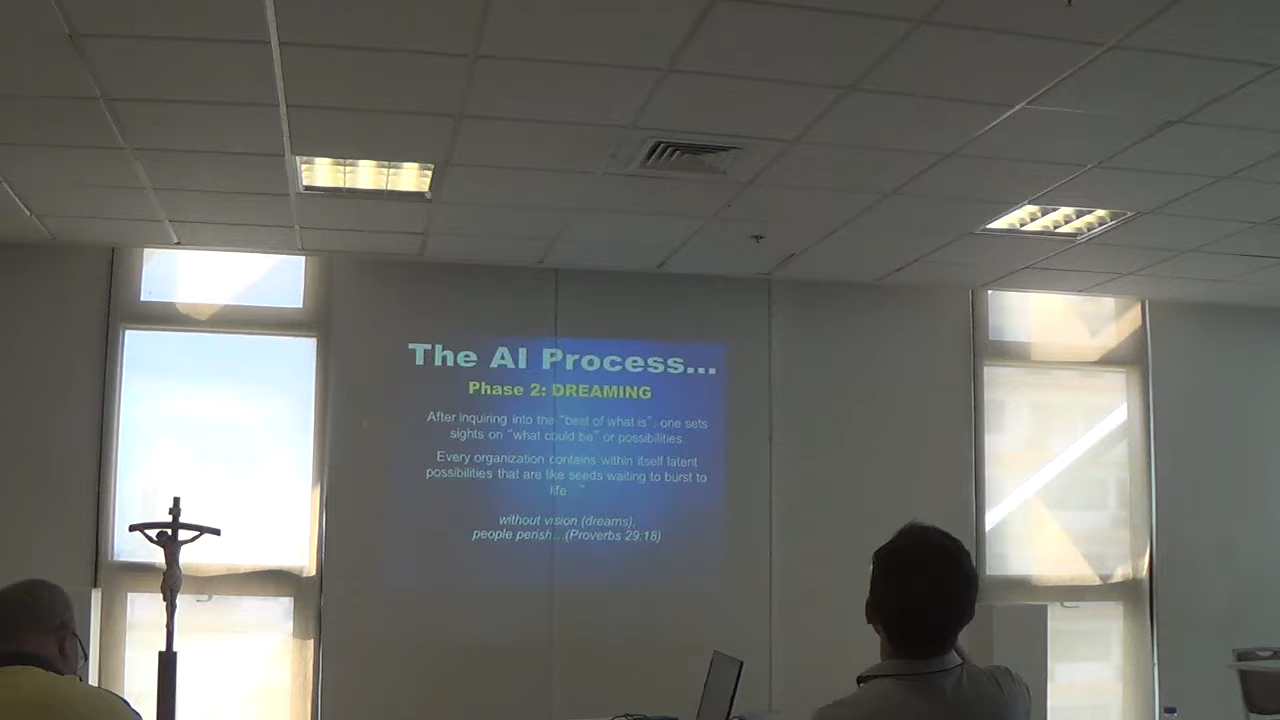 The AI Process...
Phase 2: DREAMING
After inquiring into the "best of what is", one sets
sights on "what could be" or possibilities.
Every organization contains within itself latent
possibilities that are like seeds waiting to burst to
life..."
without vision (dreams),
people perish...(Proverbs 29:18)